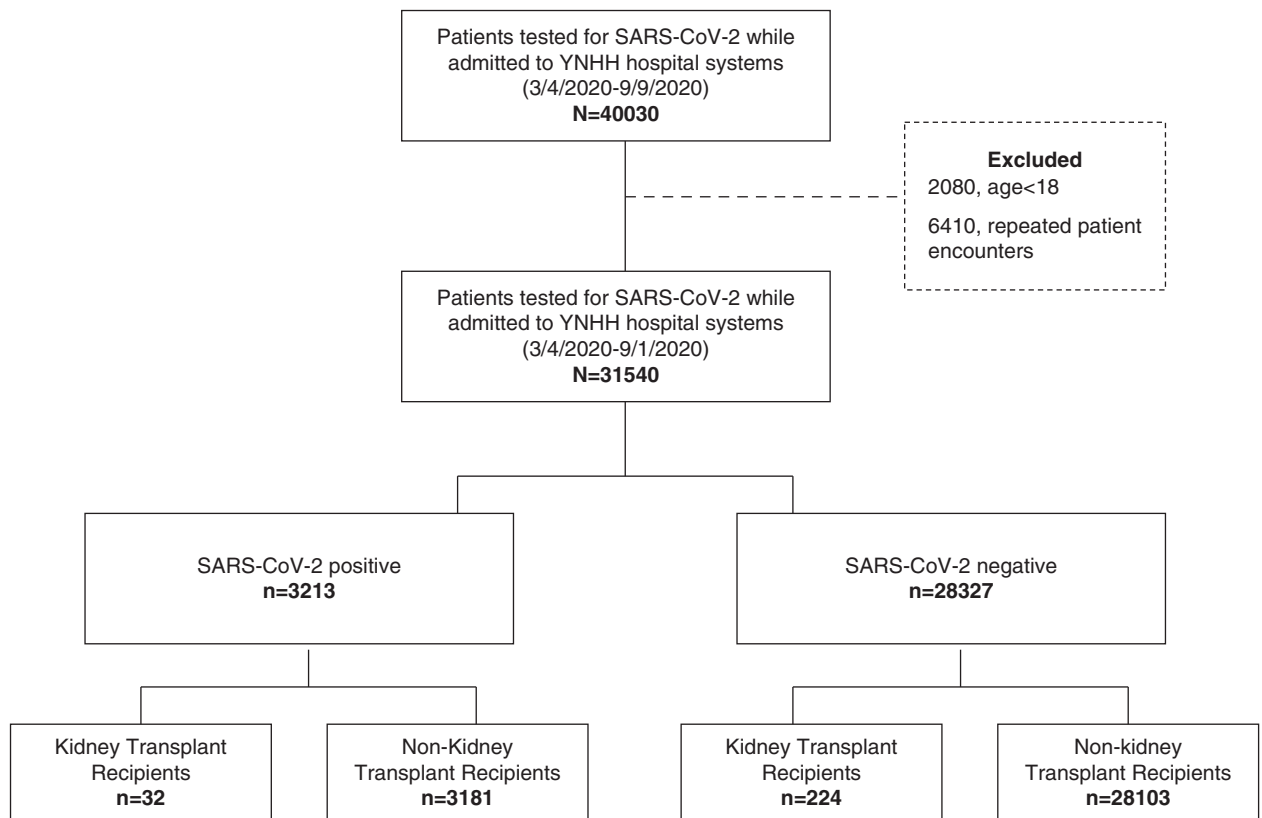 Patients tested for SARS-CoV-2 while
admitted to YNHH hospital systems
(3/4/2020-9/9/2020)
N=40030
Excluded
2080, age<18
6410, repeated patient
encounters
Patients tested for SARS-CoV-2 while
admitted to YNHH hospital systems
(3/4/2020-9/1/2020)
N=31540
SARS-CoV-2 positive
n=3213
SARS-CoV-2 negative
n=28327
Kidney Transplant
Recipients
n=32
Non-Kidney
Transplant Recipients
n=3181
Kidney Transplant
Recipients
n=224
Non-kidney
Transplant Recipients
n=28103